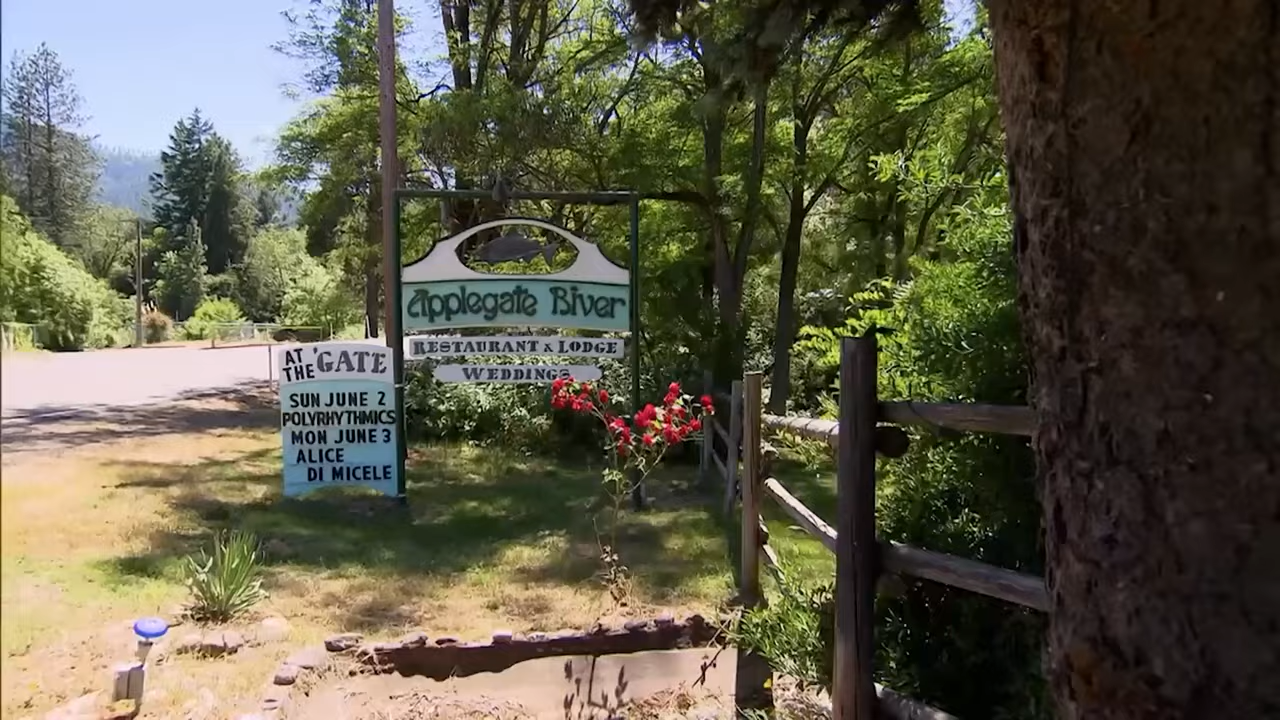 Applegate River
RESTAURANT & LODGE
WEDDINGS
AT THE 'GATE
SUN JUNE 2
POLYRHYTHMICS
MON JUNE 3
ALICE
DI MICELE